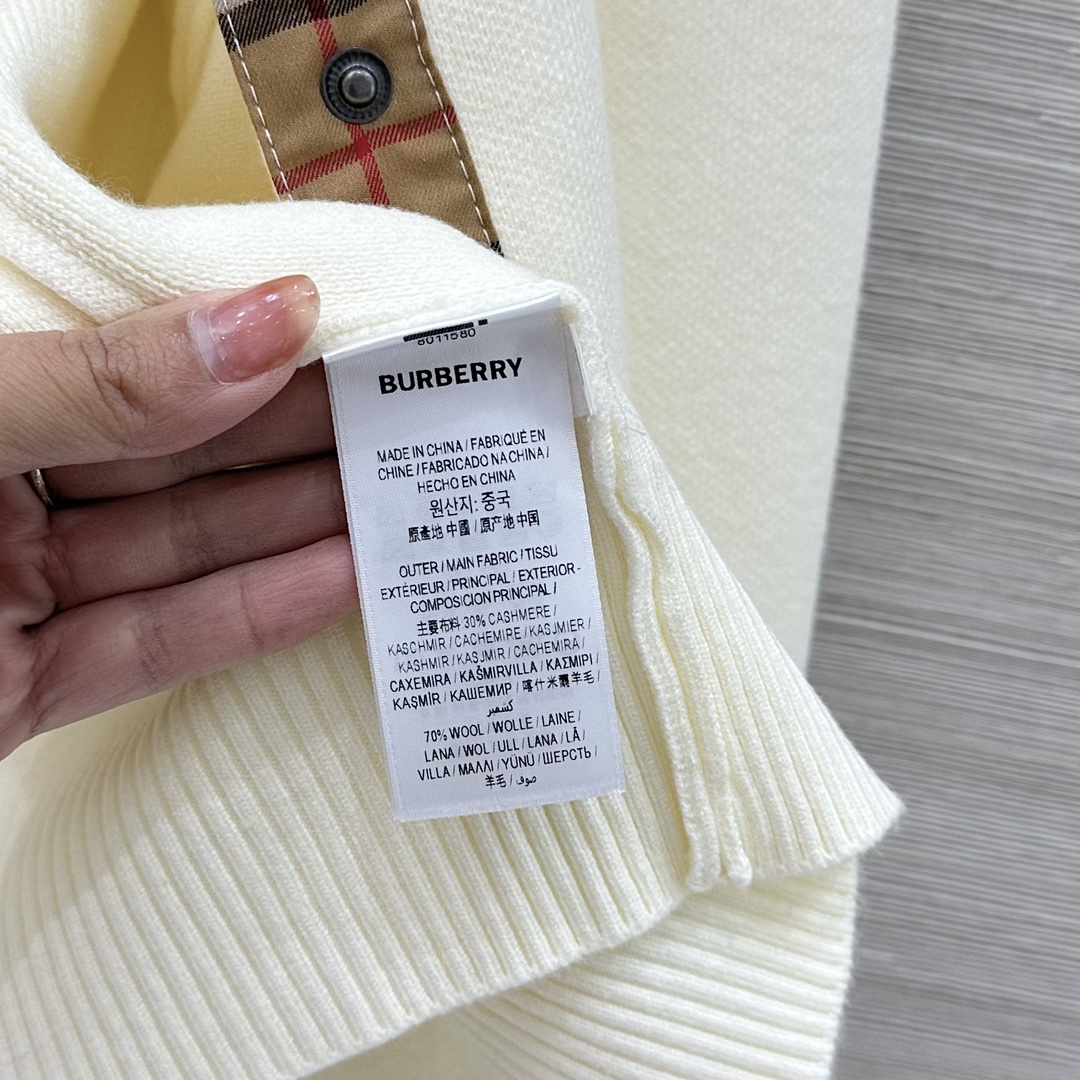 8011580
BURBERRY
MADE IN CHINA / FABRIQUÉ EN
CHINE / FABRICADO NA CHINA /
HECHO EN CHINA
원산지: 중국
原產地 中國 / 原产地 中国
OUTER / MAIN FABRIC / TISSU
EXTÉRIEUR / PRINCIPAL / EXTERIOR -
COMPOSICION PRINCIPAL /
主要布料 30% CASHMERE /
KASCHMIR / CACHEMIRE / KASJMIER /
KASHMIR / KASJMIR / CACHEMIRA /
CAXEMIRA / KAŠMIRVILLA / ΚΑΣΜΙΡΙ /
KAŞMİR / КАШЕМИР / 喀什米爾羊毛 /
كشمير
70% WOOL / WOLLE / LAINE /
LANA / WOL / ULL / LANA / LÃ /
VILLA / ΜΑΛΛΙ / YÜNÜ / ШЕРСТЬ /
羊毛 / صوف